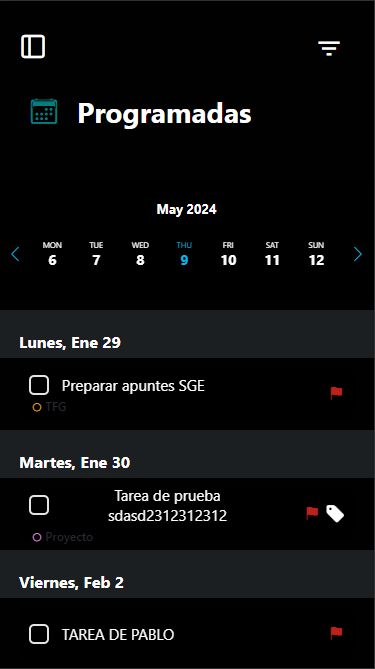 Programadas
May 2024
MON TUE WED THU FRI SAT SUN
6 7 8 9 10 11 12
Lunes, Ene 29
Preparar apuntes SGE
TFG
Martes, Ene 30
Tarea de prueba
sdasd2312312312
Proyecto
Viernes, Feb 2
TAREA DE PABLO